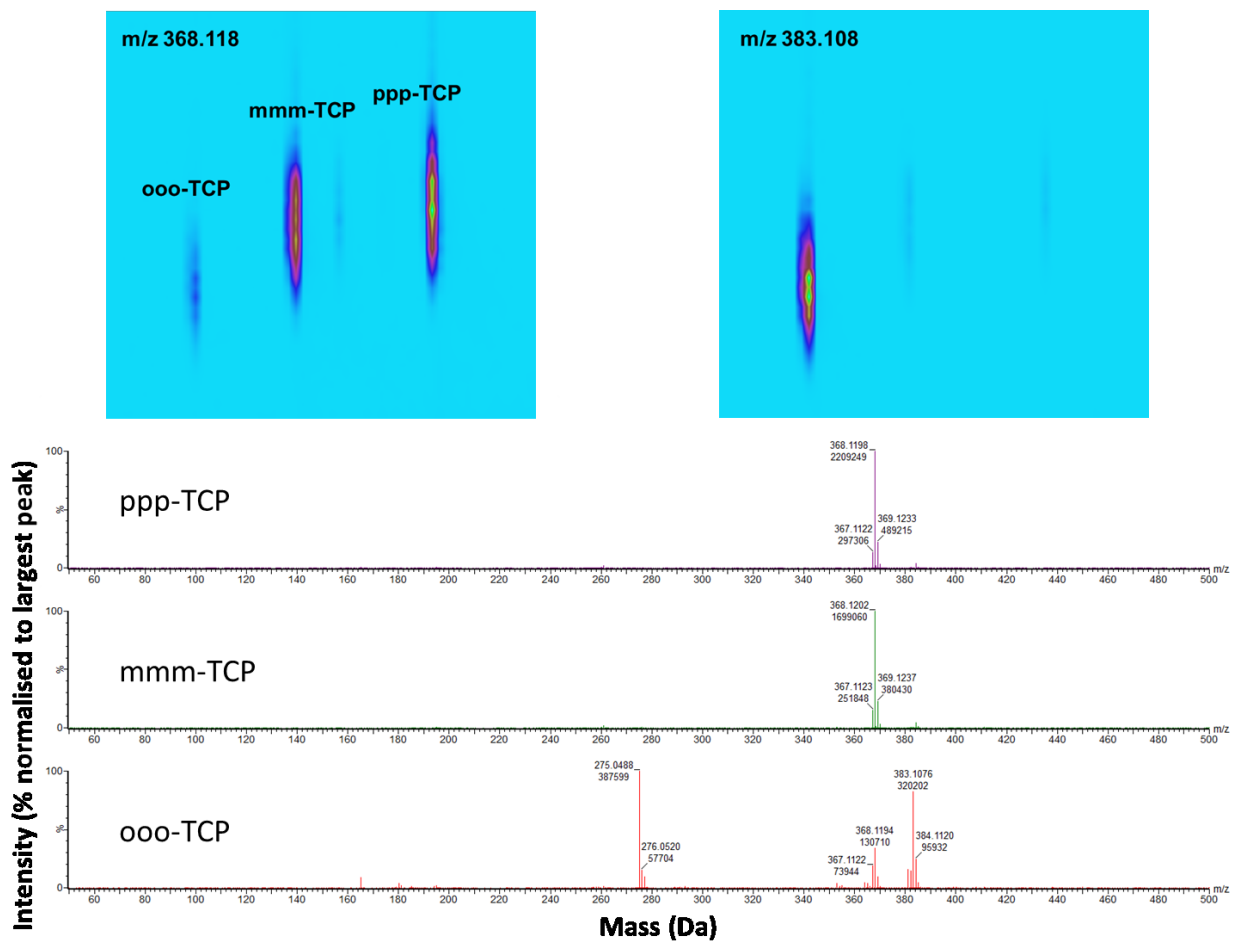 m/z 368.118
m/z 383.108
ppp-TCP
mmm-TCP
ooo-TCP
Intensity (% normalised to largest peak)
100
%
0
ppp-TCP
368.1198
2209249
367.1122
297306
369.1233
489215
60 80 100 120 140 160 180 200 220 240 260 280 300 320 340 360 380 400 420 440 460 480 500
m/z
100
%
0
mmm-TCP
368.1202
1699060
367.1123
251848
369.1237
380430
60 80 100 120 140 160 180 200 220 240 260 280 300 320 340 360 380 400 420 440 460 480 500
m/z
100
%
0
ooo-TCP
275.0488
387599
276.0520
57704
383.1076
320202
368.1194
130710
367.1122
73944
384.1120
95932
60 80 100 120 140 160 180 200 220 240 260 280 300 320 340 360 380 400 420 440 460 480 500
m/z
Mass (Da)